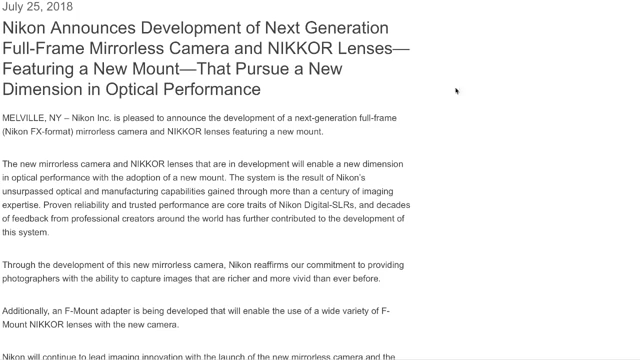 July 25, 2018
Nikon Announces Development of Next Generation
Full-Frame Mirrorless Camera and NIKKOR Lenses—
Featuring a New Mount—That Pursue a New
Dimension in Optical Performance
MELVILLE, NY – Nikon Inc. is pleased to announce the development of a next-generation full-frame
(Nikon FX-format) mirrorless camera and NIKKOR lenses featuring a new mount.
The new mirrorless camera and NIKKOR lenses that are in development will enable a new dimension
in optical performance with the adoption of a new mount. The system is the result of Nikon's
unsurpassed optical and manufacturing capabilities gained through more than a century of imaging
expertise. Proven reliability and trusted performance are core traits of Nikon Digital-SLRs, and decades
of feedback from professional creators around the world has further contributed to the development of
this system.
Through the development of this new mirrorless camera, Nikon reaffirms our commitment to providing
photographers with the ability to capture images that are richer and more vivid than ever before.
Additionally, an F-Mount adapter is being developed that will enable the use of a wide variety of F-
Mount NIKKOR lenses with the new camera.
Nikon will continue to lead imaging innovation with the launch of the new mirrorless camera and the